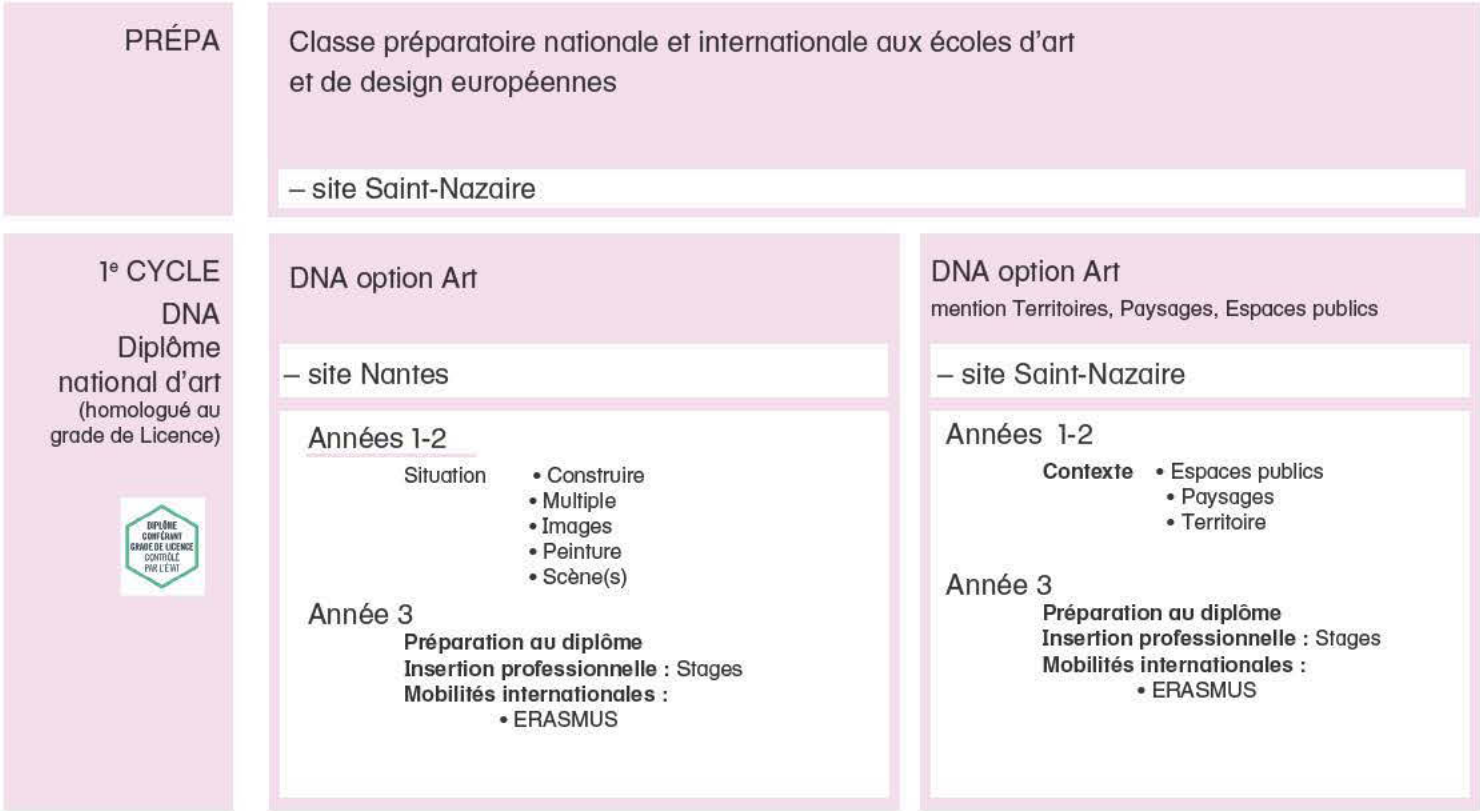 PRÉPA
Classe préparatoire nationale et internationale aux écoles d'art
et de design européennes
– site Saint-Nazaire
1e CYCLE
DNA
Diplôme
national d'art
(homologué au
grade de Licence)
DIPLÔME
CONFÉRANT
GRADE DE LICENCE
CONTRÔLÉ
PAR L'ÉTAT
DNA option Art
– site Nantes
Années 1-2
Situation • Construire
• Multiple
• Images
• Peinture
• Scène(s)
Année 3
Préparation au diplôme
Insertion professionnelle : Stages
Mobilités internationales :
• ERASMUS
DNA option Art
mention Territoires, Paysages, Espaces publics
– site Saint-Nazaire
Années 1-2
Contexte • Espaces publics
• Paysages
• Territoire
Année 3
Préparation au diplôme
Insertion professionnelle : Stages
Mobilités internationales :
• ERASMUS